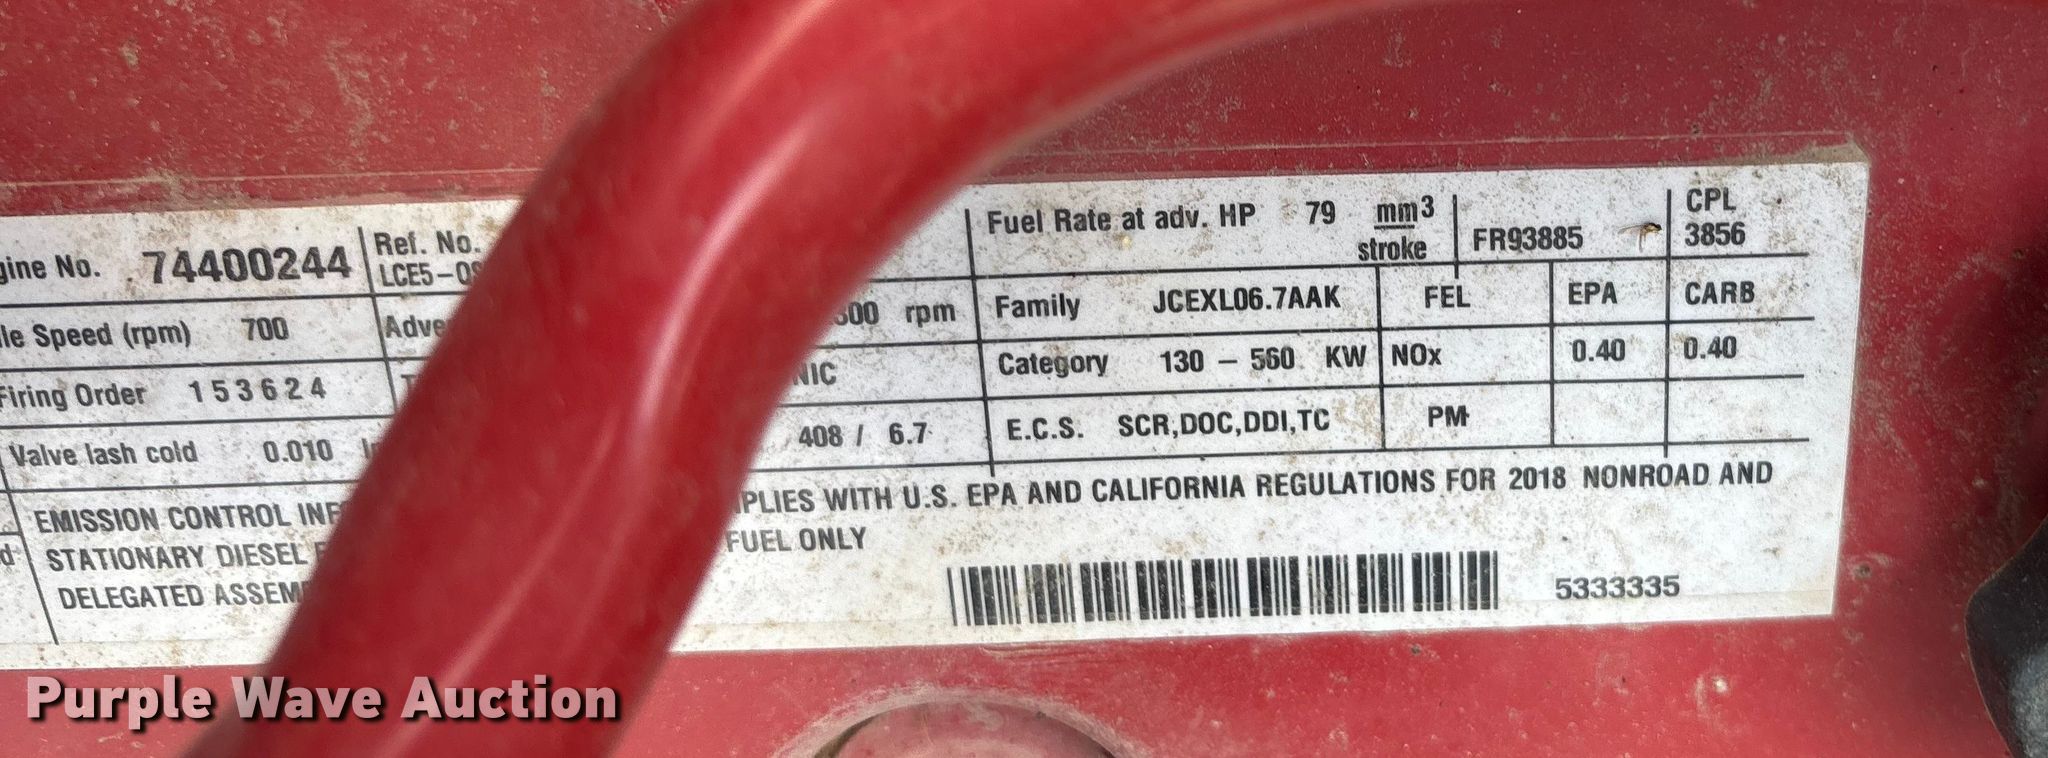 gine No. 74400244 Ref. No. LCE5-0 Fuel Rate at adv. HP 79 mm3 stroke FR93885 CPL 3856
le Speed (rpm) 700 Adve 500 rpm Family JCEXL06.7AAK FEL EPA CARB
Firing Order 153624 NIC Category 130 - 560 KW NOx 0.40 0.40
Valve lash cold 0.010 408 / 6.7 E.C.S. SCR,DOC,DDI,TC PM
EMISSION CONTROL INF PLIES WITH U.S. EPA AND CALIFORNIA REGULATIONS FOR 2018 NONROAD AND
STATIONARY DIESEL FUEL ONLY
DELEGATED ASSEM
5333335
Purple Wave Auction